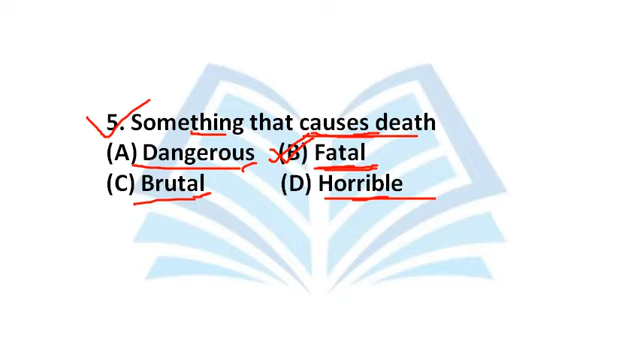 5. Something that causes death
(A) Dangerous (B) Fatal
(C) Brutal (D) Horrible